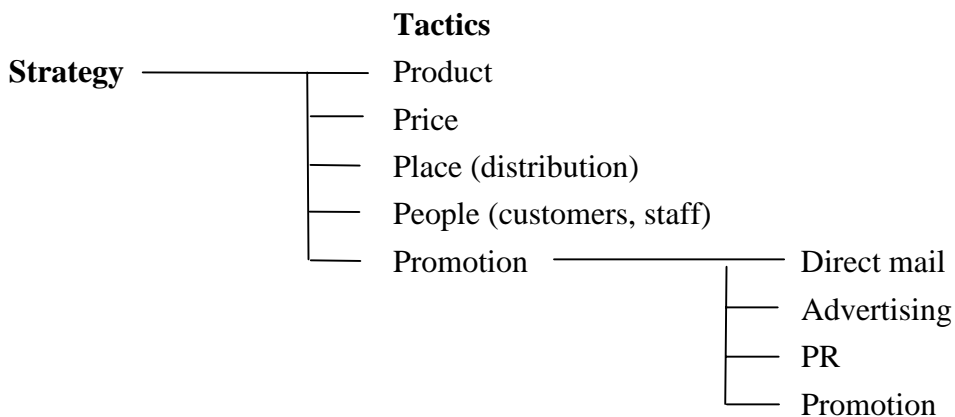 Tactics
Strategy Product
Price
Place (distribution)
People (customers, staff)
Promotion Direct mail
Advertising
PR
Promotion